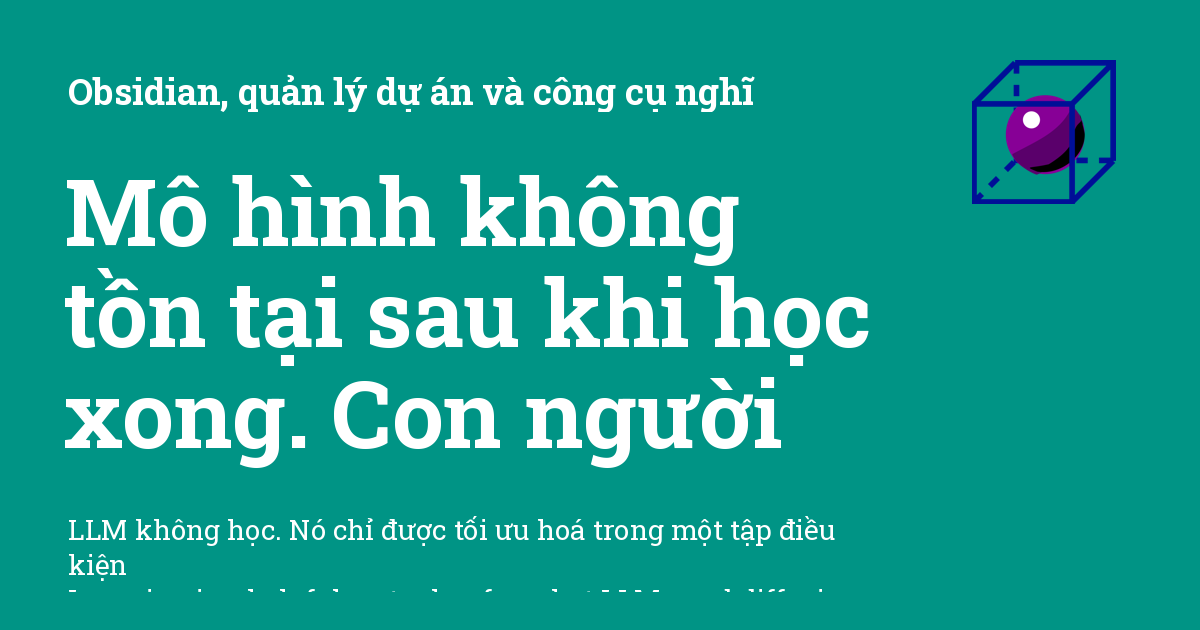 Obsidian, quản lý dự án và công cụ nghĩ
Mô hình không
tồn tại sau khi học
xong. Con người
LLM không học. Nó chỉ được tối ưu hoá trong một tập điều
kiện